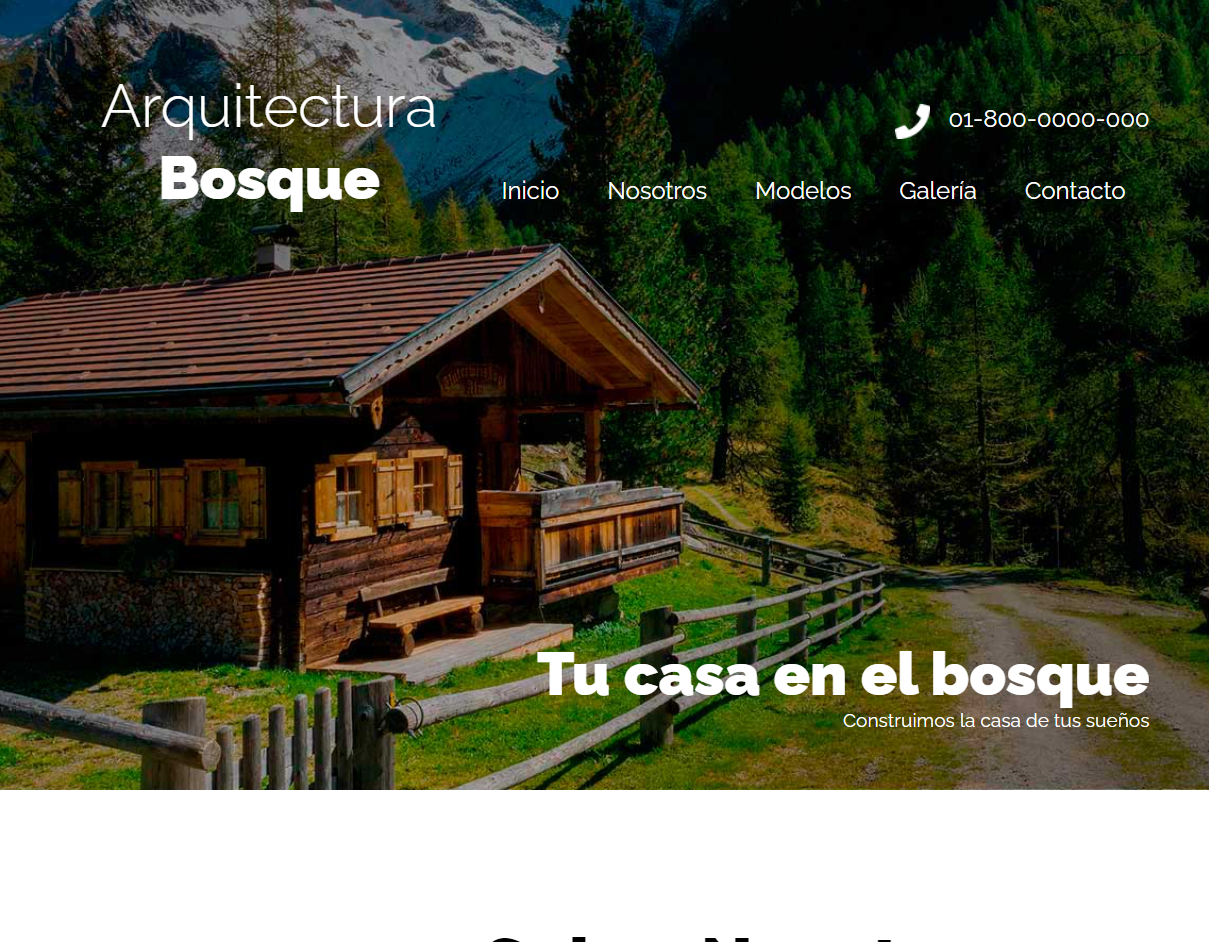 Arquitectura
Bosque
01-800-0000-000
Inicio Nosotros Modelos Galería Contacto
Tu casa en el bosque
Construimos la casa de tus sueños